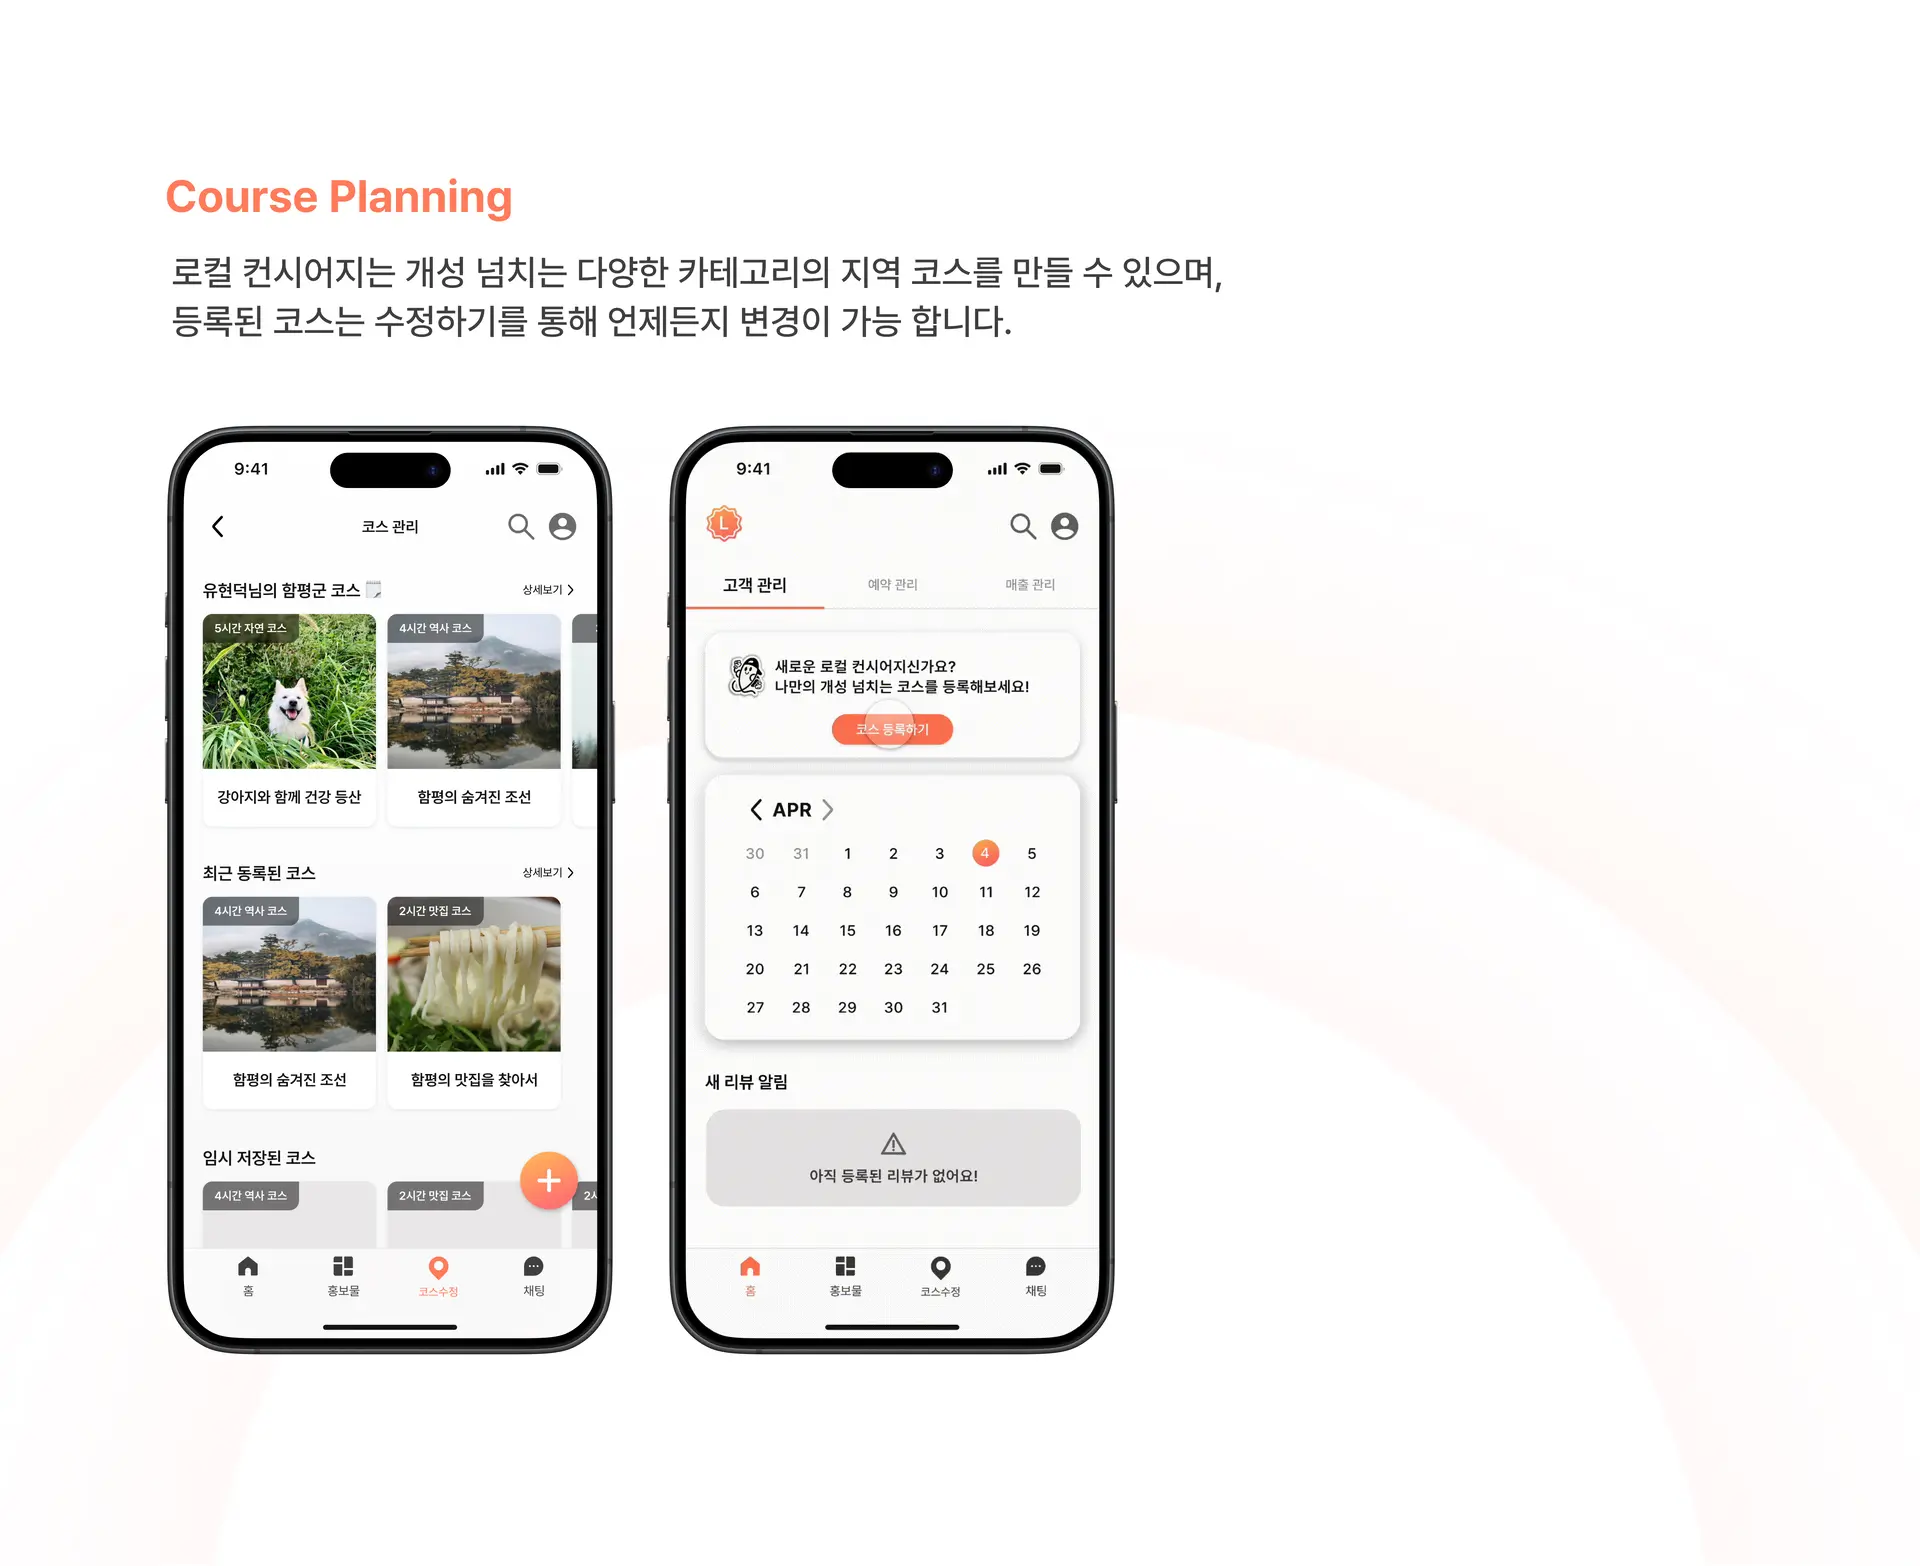 Course Planning
로컬 컨시어지는 개성 넘치는 다양한 카테고리의 지역 코스를 만들 수 있으며,
등록된 코스는 수정하기를 통해 언제든지 변경이 가능 합니다.
9:41
코스 관리
유현덕님의 함평군 코스
상세보기
5시간 자연 코스
4시간 역사 코스
강아지와 함께 건강 등산
함평의 숨겨진 조선
최근 등록된 코스
상세보기
4시간 역사 코스
2시간 맛집 코스
함평의 숨겨진 조선
함평의 맛집을 찾아서
임시 저장된 코스
4시간 역사 코스
2시간 맛집 코스
홈
홍보물
코스수정
채팅
9:41
L
고객 관리
예약 관리
매출 관리
새로운 로컬 컨시어지신가요?
나만의 개성 넘치는 코스를 등록해보세요!
코스 등록하기
APR
30 31 1 2 3 4 5
6 7 8 9 10 11 12
13 14 15 16 17 18 19
20 21 22 23 24 25 26
27 28 29 30 31
새 리뷰 알림
아직 등록된 리뷰가 없어요!
홈
홍보물
코스수정
채팅